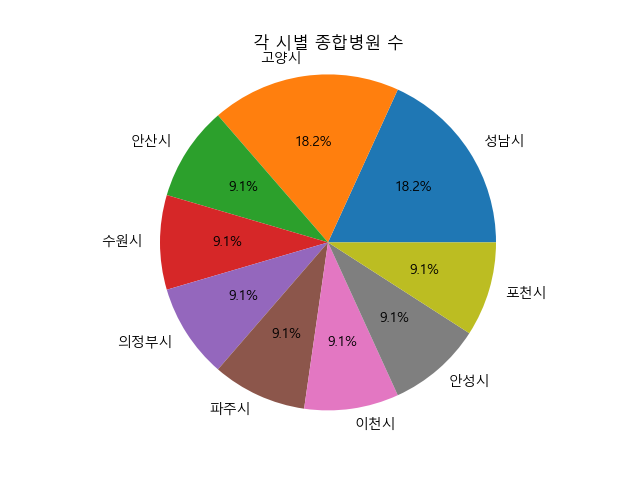 각 시별 종합병원 수
고양시
성남시
안산시
수원시
의정부시
파주시
이천시
안성시
포천시
18.2%
18.2%
9.1%
9.1%
9.1%
9.1%
9.1%
9.1%
9.1%